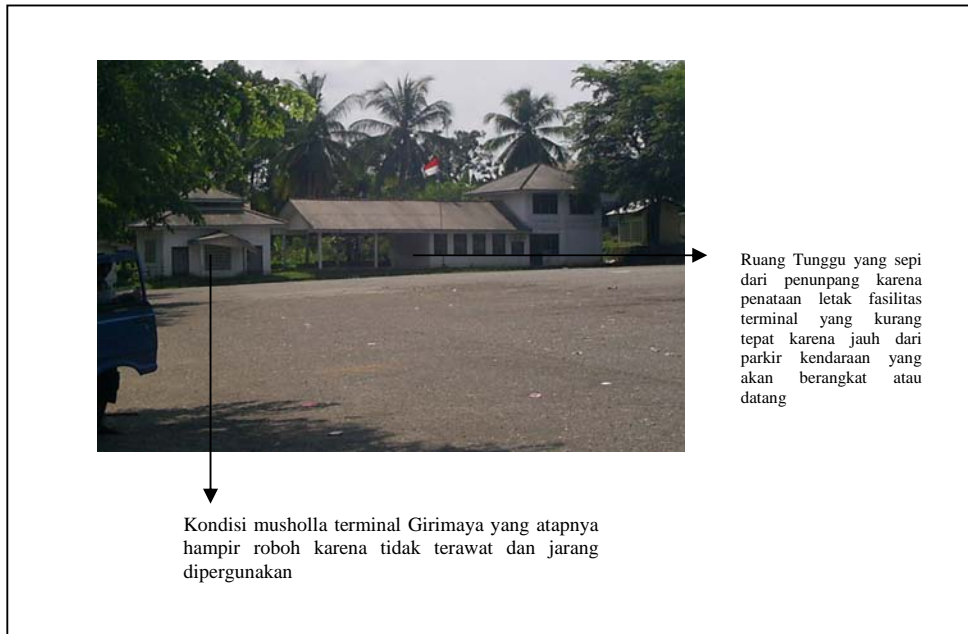 Ruang Tunggu yang sepi
dari penunpang karena
penataan letak fasilitas
terminal yang kurang
tepat karena jauh dari
parkir kendaraan yang
akan berangkat atau
datang
Kondisi musholla terminal Girimaya yang atapnya
hampir roboh karena tidak terawat dan jarang
dipergunakan